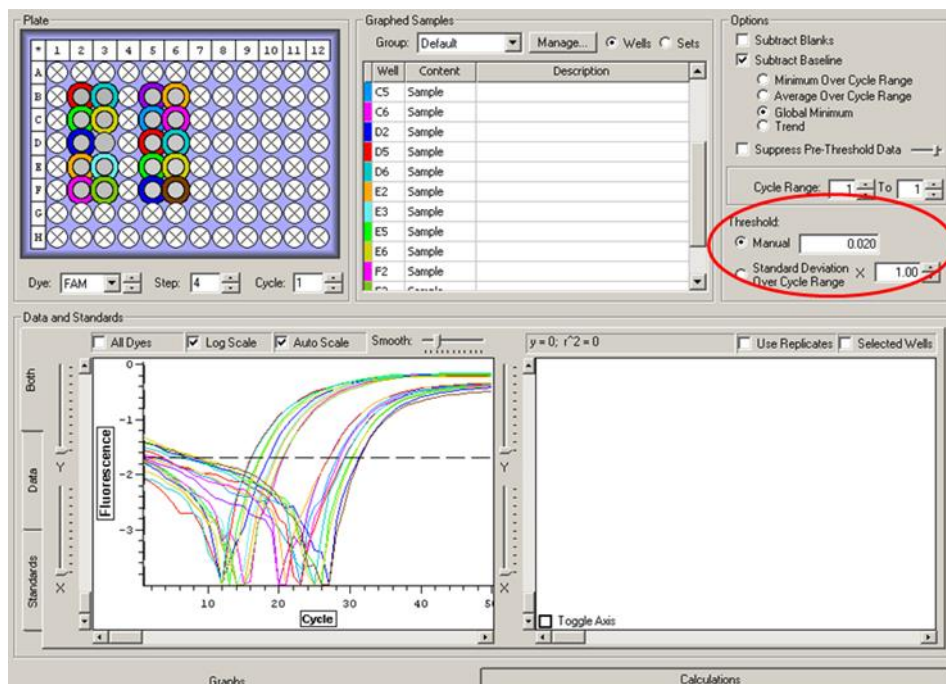 Plate
* 1 2 3 4 5 6 7 8 9 10 11 12
A
B
C
D
E
F
G
H
Dye: FAM Step: 4 Cycle: 1
Graphed Samples
Group: Default Manage... Wells Sets
Well Content Description
C5 Sample
C6 Sample
D2 Sample
D5 Sample
D6 Sample
E2 Sample
E3 Sample
E5 Sample
E6 Sample
F2 Sample
Options
Subtract Blanks
Subtract Baseline
Minimum Over Cycle Range
Average Over Cycle Range
Global Minimum
Trend
Suppress Pre-Threshold Data
Cycle Range: 1 To 1
Threshold:
Manual 0.020
Standard Deviation X 1.00
Over Cycle Range
Data and Standards
Both
Data
Standards
All Dyes Log Scale Auto Scale Smooth:
Y
X
Fluorescence
0
-1
-2
-3
10 20 30 40
Cycle
y = 0; r^2 = 0 Use Replicates Selected Wells
Y
X
Toggle Axis
Graphs Calculations